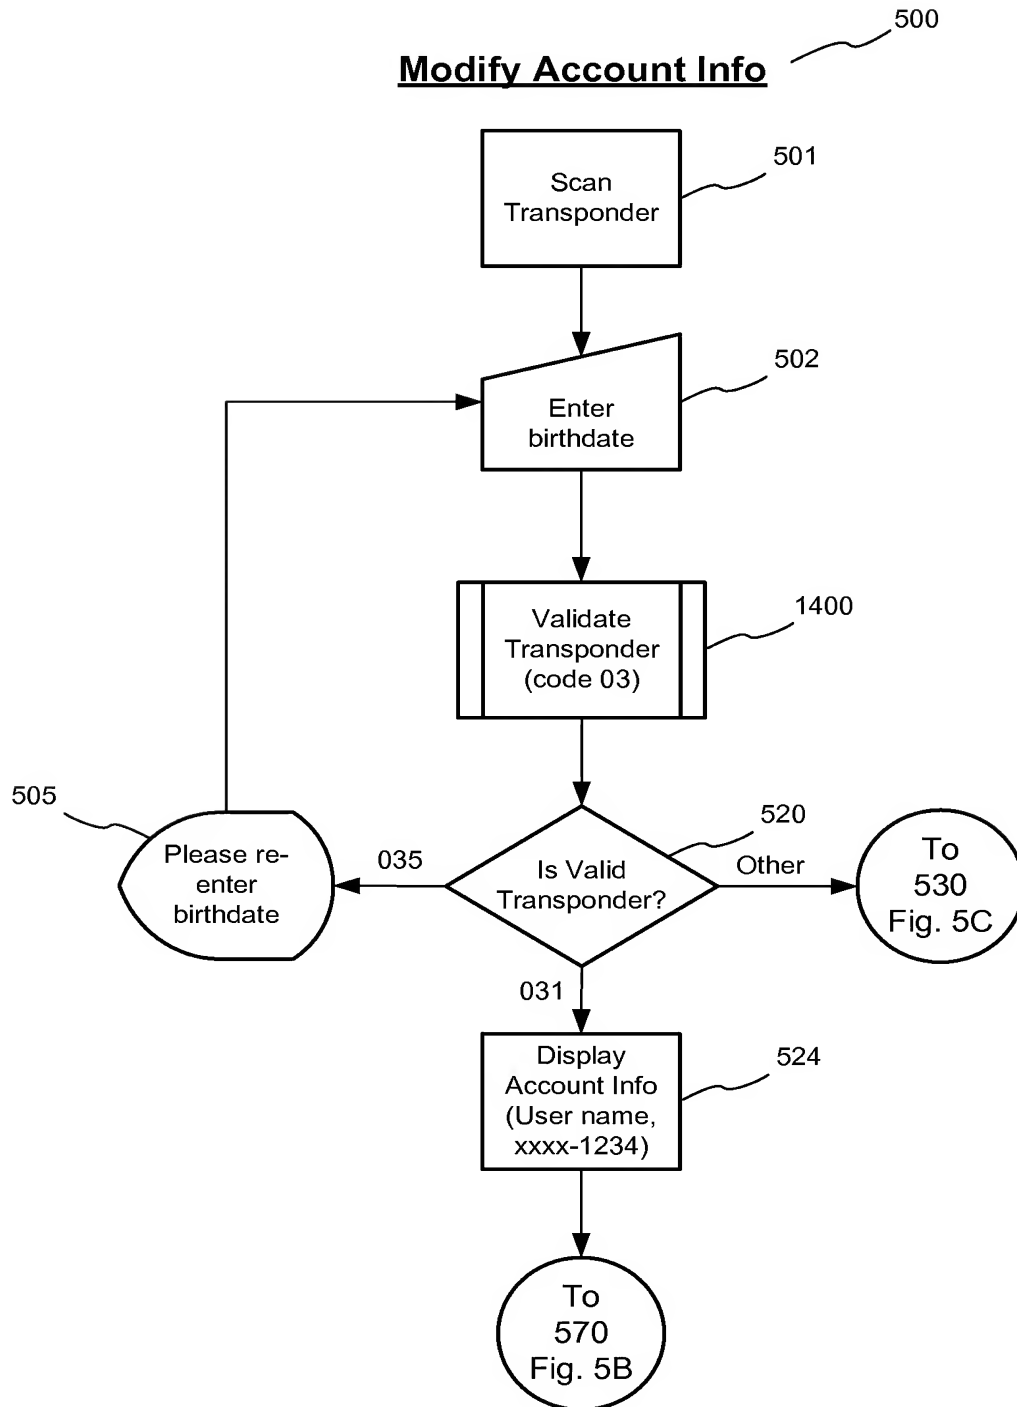 500
Modify Account Info
501
Scan
Transponder
502
Enter
birthdate
1400
Validate
Transponder
(code 03)
505
520
Please re-
enter
birthdate
035
Is Valid
Transponder?
Other
To
530
Fig. 5C
031
Display
Account Info
(User name,
xxxx-1234)
524
To
570
Fig. 5B